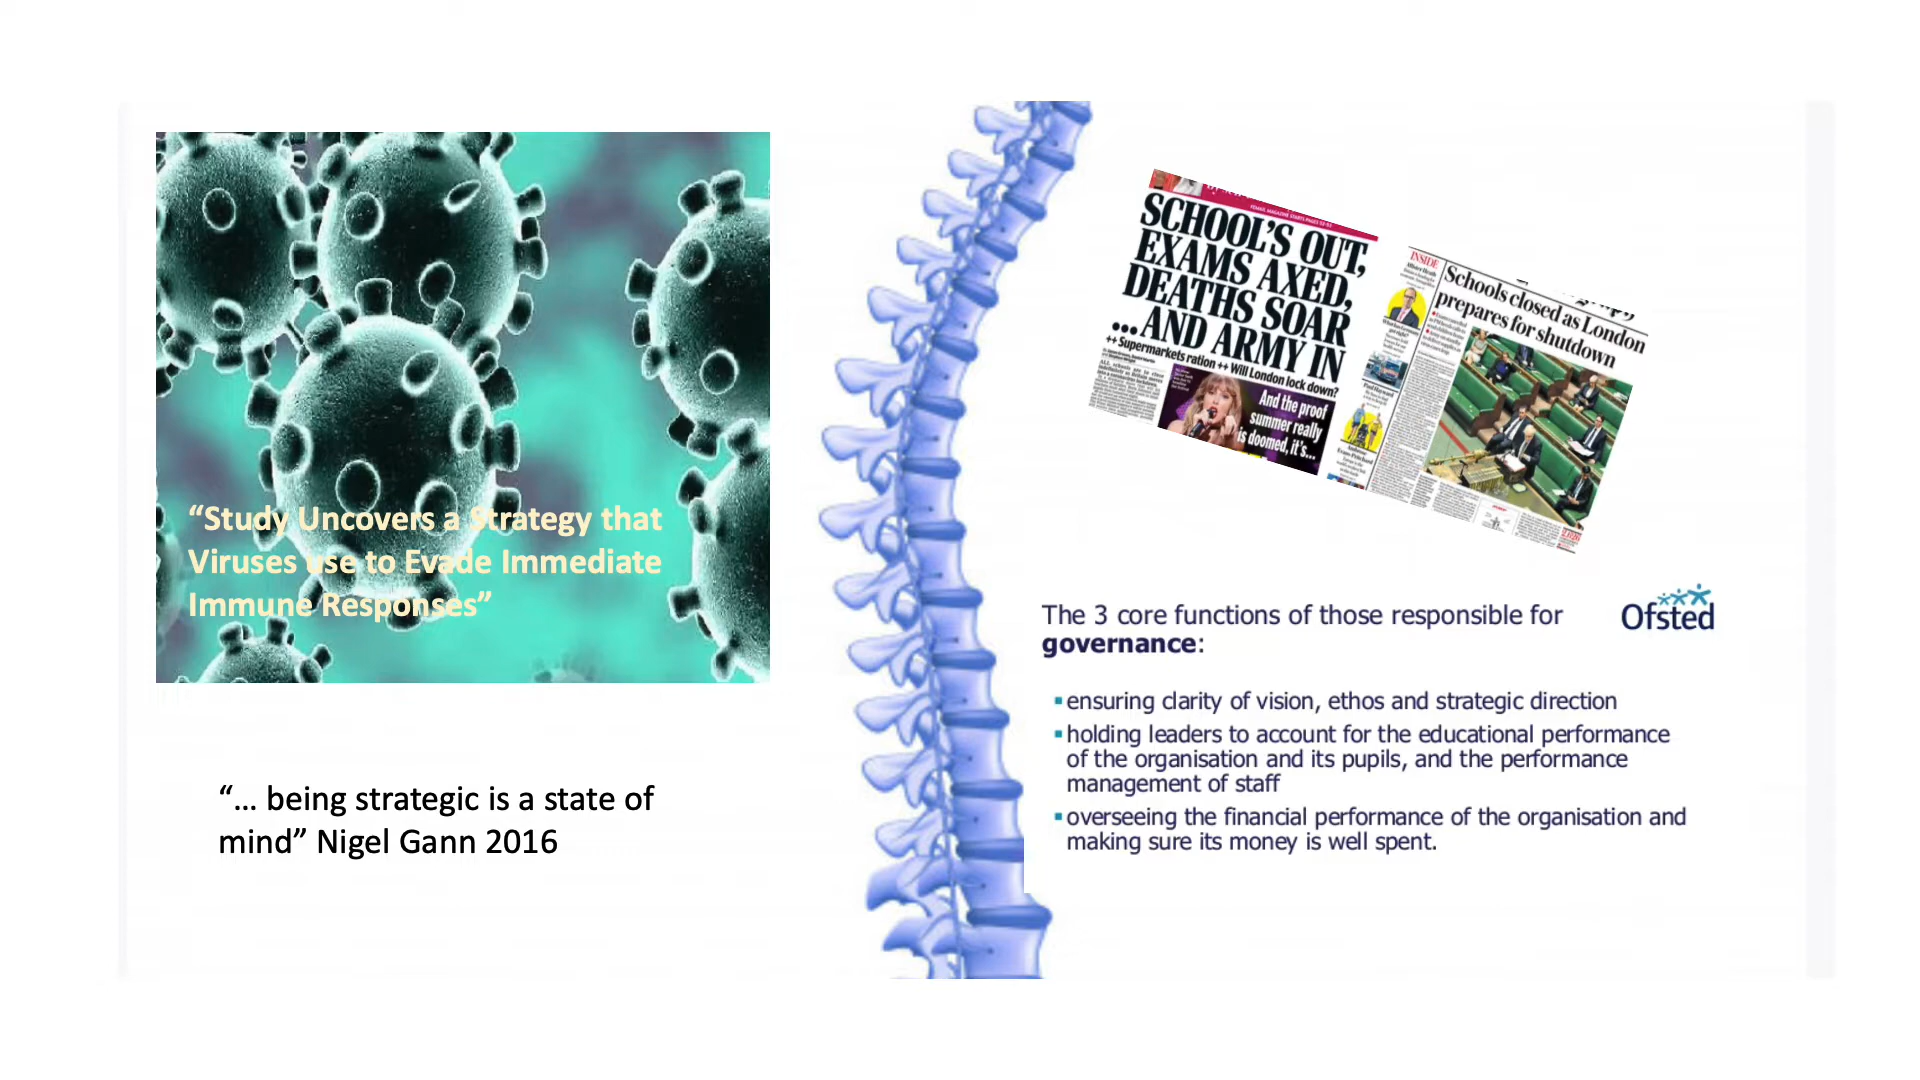 “Study Uncovers a Strategy that
Viruses use to Evade Immediate
Immune Responses”
“... being strategic is a state of
mind” Nigel Gann 2016
SCHOOL’S OUT,
EXAMS AXED,
DEATHS SOAR
...AND ARMY IN
++ Supermarkets ration ++ Will London lock down?
And the proof
summer really
is doomed, it’s...
INSIDE
Schools closed as London
prepares for shutdown
Ofsted
The 3 core functions of those responsible for
governance:
▪ ensuring clarity of vision, ethos and strategic direction
▪ holding leaders to account for the educational performance
of the organisation and its pupils, and the performance
management of staff
▪ overseeing the financial performance of the organisation and
making sure its money is well spent.